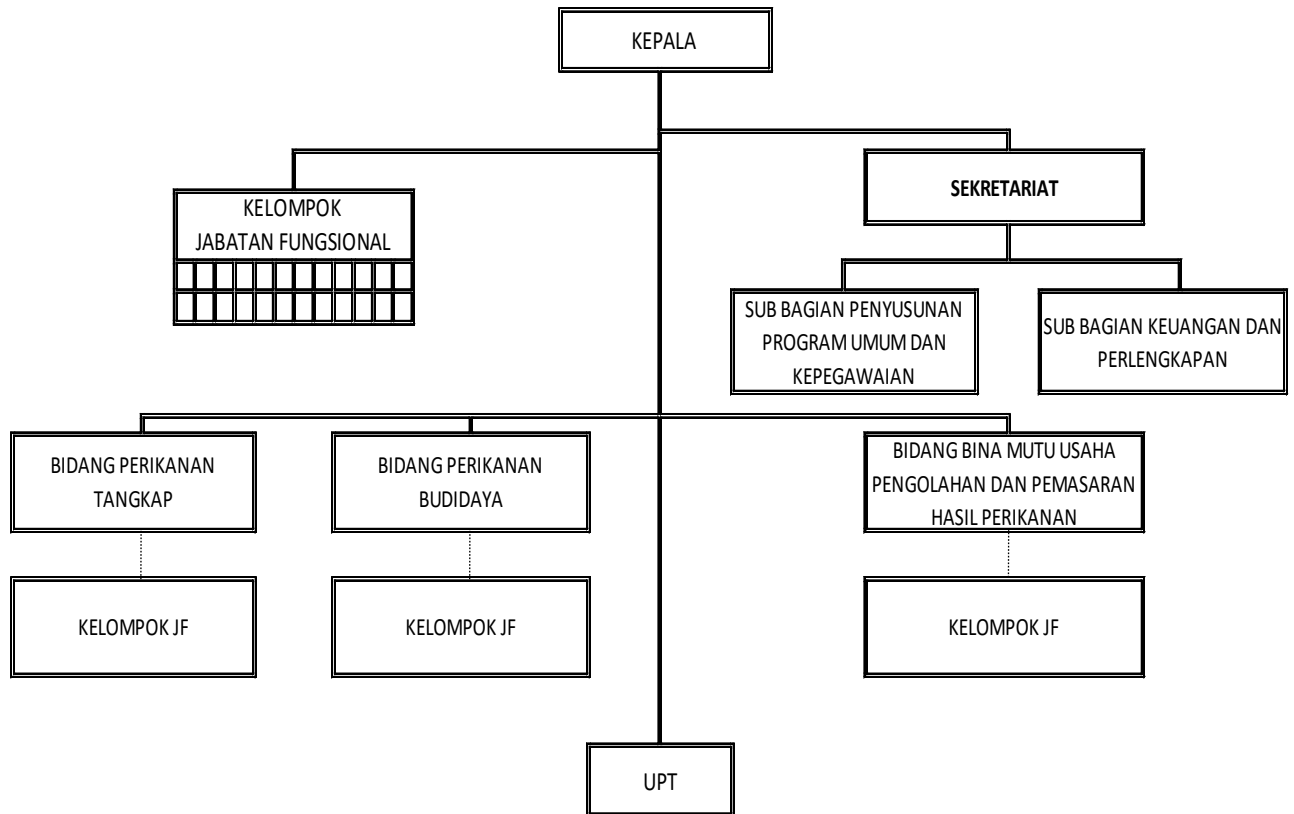 KEPALA
SEKRETARIAT
KELOMPOK
JABATAN FUNGSIONAL
SUB BAGIAN PENYUSUNAN
PROGRAM UMUM DAN
KEPEGAWAIAN
SUB BAGIAN KEUANGAN DAN
PERLENGKAPAN
BIDANG PERIKANAN
TANGKAP
BIDANG PERIKANAN
BUDIDAYA
BIDANG BINA MUTU USAHA
PENGOLAHAN DAN PEMASARAN
HASIL PERIKANAN
KELOMPOK JF
KELOMPOK JF
KELOMPOK JF
UPT